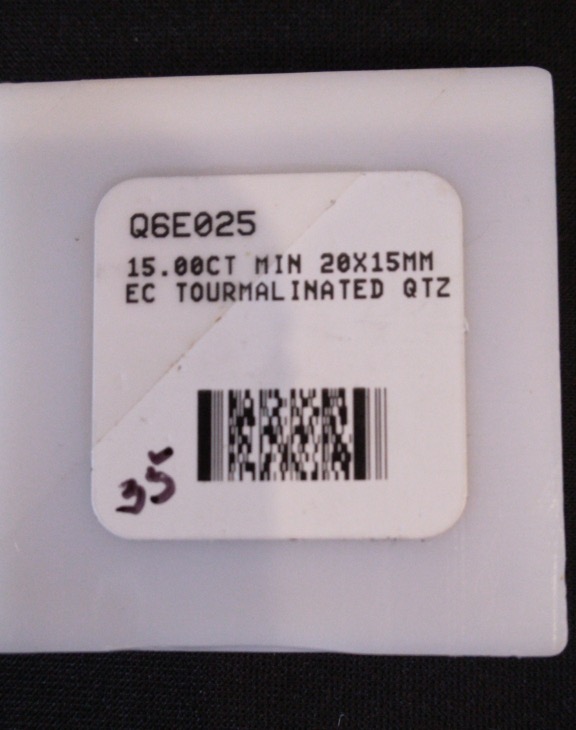 Q6E025
15.00CT MIN 20X15MM
EC TOURMALINATED QTZ
35